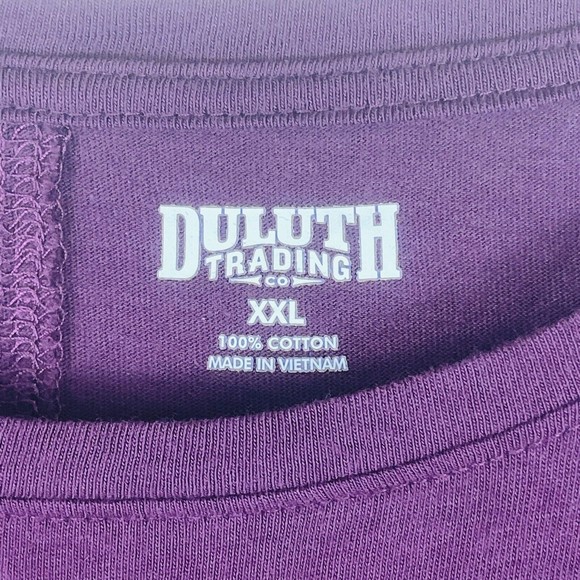 DULUTH
TRADING
CO
XXL
100% COTTON
MADE IN VIETNAM